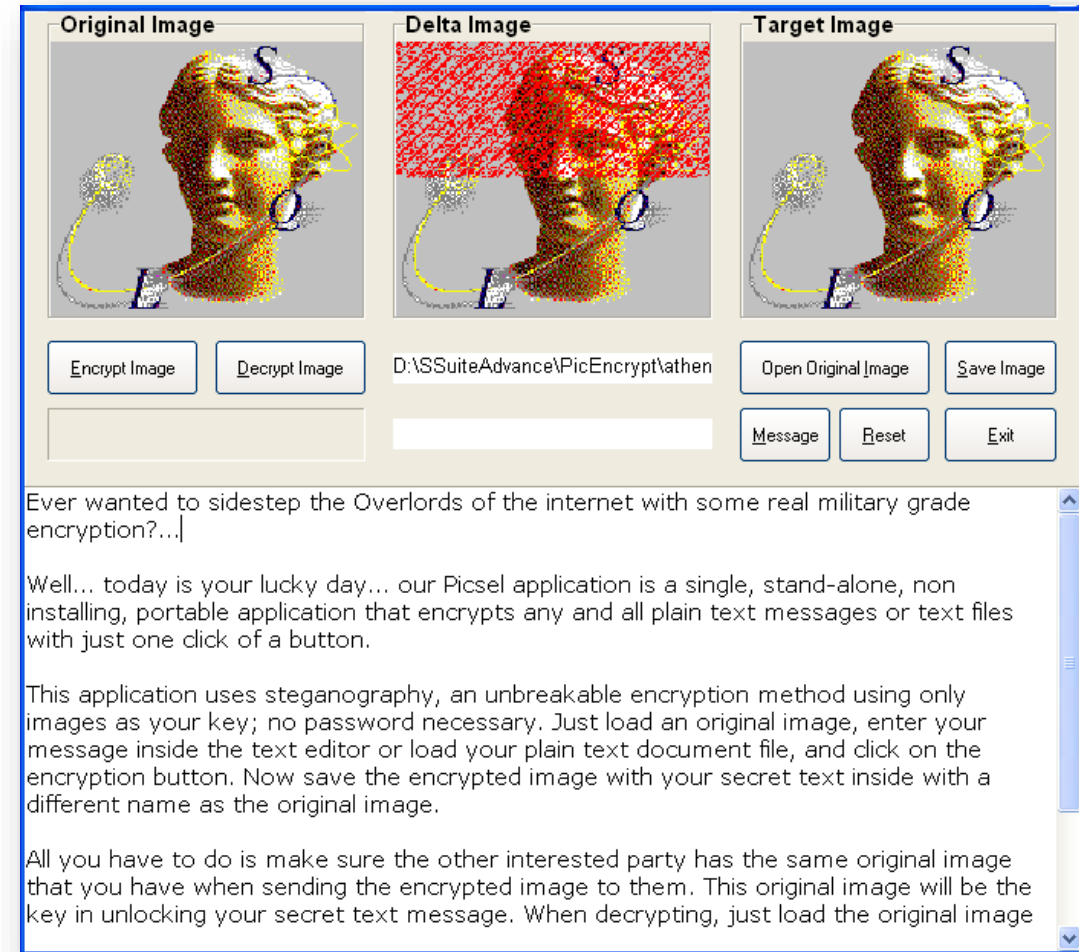 Original Image
Delta Image
Target Image
S
Q
L
S
Q
L
S
Q
L
Encrypt Image
Decrypt Image
D:\SSuiteAdvance\PicEncrypt\athen
Open Original Image
Save Image
Message
Reset
Exit
Ever wanted to sidestep the Overlords of the internet with some real military grade
encryption?...
Well... today is your lucky day... our Picsel application is a single, stand-alone, non
installing, portable application that encrypts any and all plain text messages or text files
with just one click of a button.
This application uses steganography, an unbreakable encryption method using only
images as your key; no password necessary. Just load an original image, enter your
message inside the text editor or load your plain text document file, and click on the
encryption button. Now save the encrypted image with your secret text inside with a
different name as the original image.
All you have to do is make sure the other interested party has the same original image
that you have when sending the encrypted image to them. This original image will be the
key in unlocking your secret text message. When decrypting, just load the original image